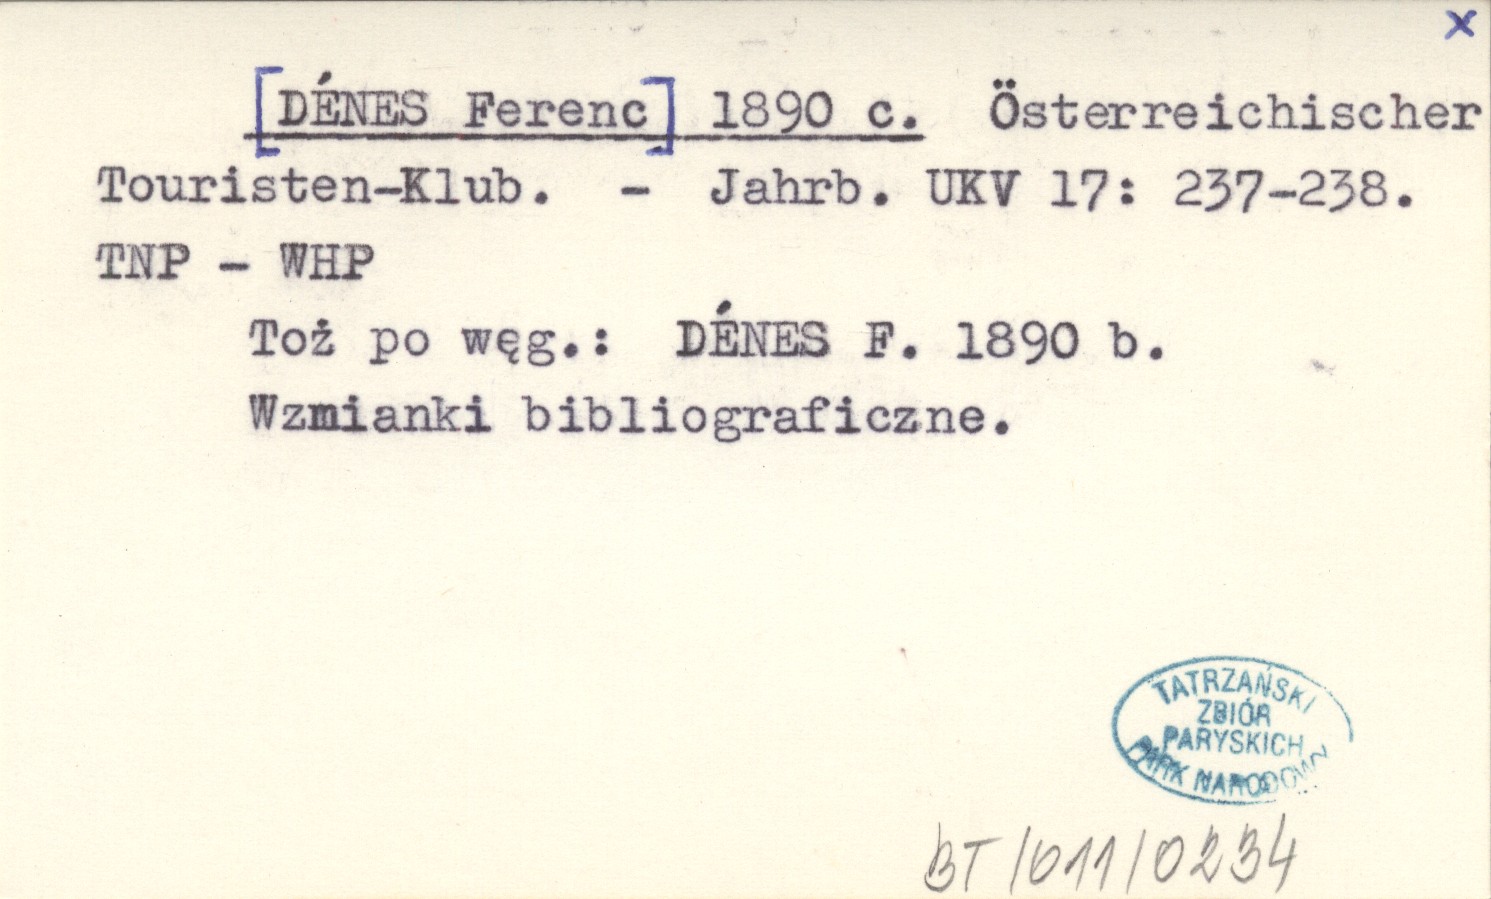 x
[DÉNES Ferenc] 1890 c. Österreichischer
Touristen-Klub. - Jahrb. UKV 17: 237-238.
TNP - WHP
Toż po węg.: DÉNES F. 1890 b.
Wzmianki bibliograficzne.
TATRZAŃSKI
ZBIÓR
PARYSKICH
PARK NARODOWY
BT/011/0234